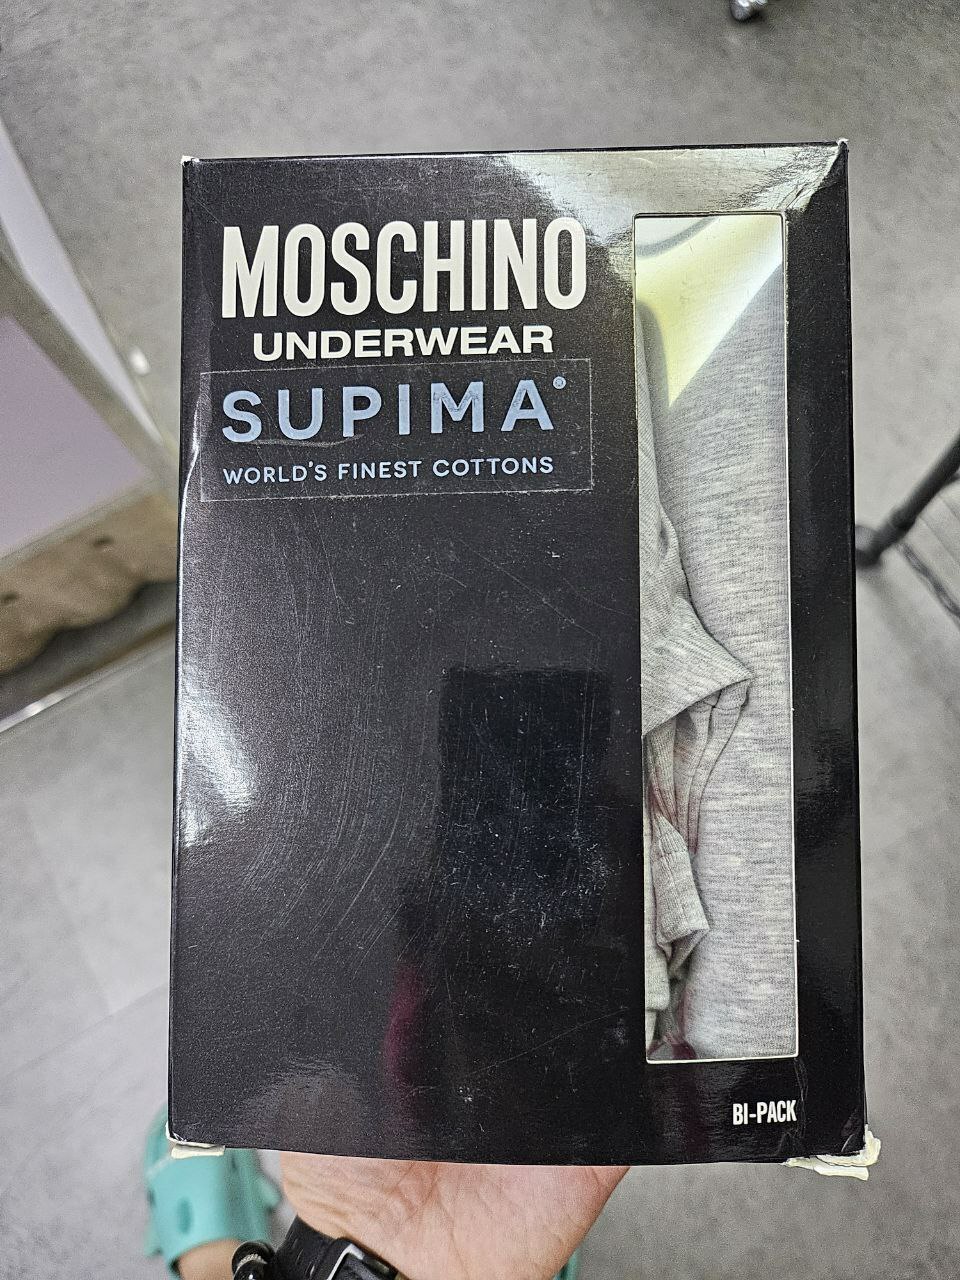 MOSCHINO
UNDERWEAR
SUPIMA®
WORLD'S FINEST COTTONS
BI-PACK